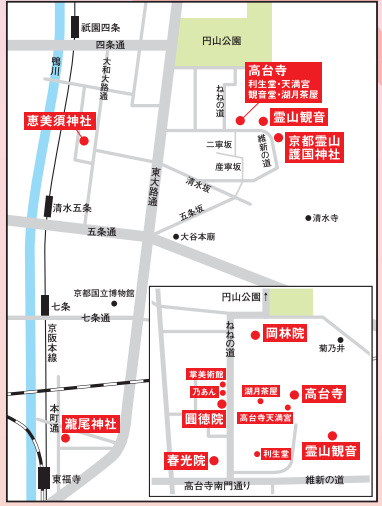 祇園四条
四条通
円山公園
鴨川
大和大路通
高台寺
利生堂・天満宮
観音堂・湖月茶屋
ねねの道
霊山観音
恵美須神社
京都霊山
護国神社
二寧坂
維新の道
産寧坂
東大路通
清水坂
五条坂
清水五条
清水寺
五条通
大谷本廟
京都国立博物館
七条
七条通
京阪本線
本町通
瀧尾神社
東福寺
円山公園↑
ねねの道
岡林院
菊乃井
掌美術館
乃あん
湖月茶屋
高台寺
圓徳院
高台寺天満宮
霊山観音
利生堂
春光院
維新の道
高台寺南門通り